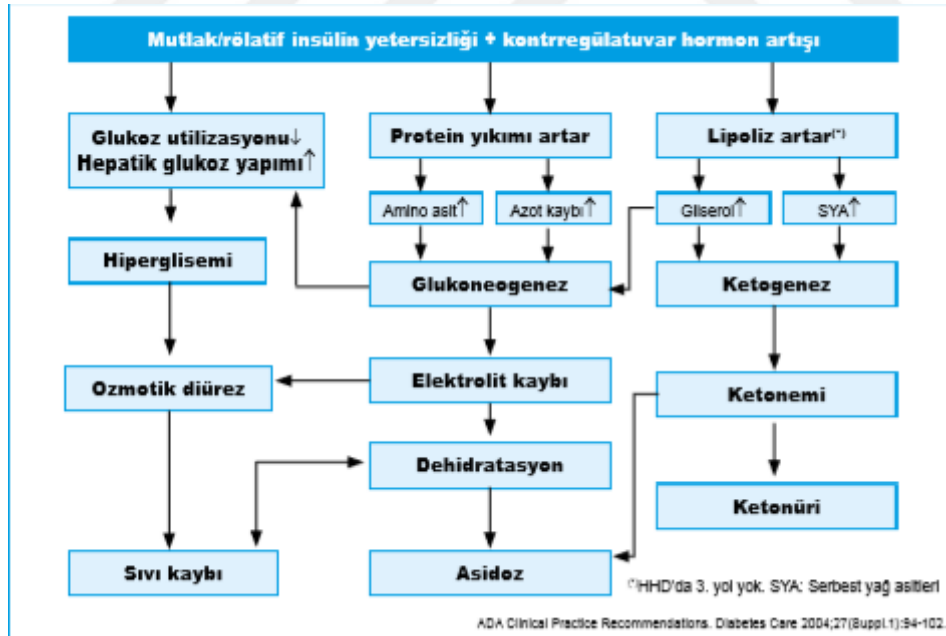 Mutlak/rölatif insülin yetersizliği + kontrregülatuvar hormon artışı
Glukoz utilizasyonu↓
Hepatik glukoz yapımı↑
Protein yıkımı artar
Lipoliz artar(*)
Amino asit↑
Azot kaybı↑
Gliserol↑
SYA↑
Hiperglisemi
Glukoneogenez
Ketogenez
Ozmotik diürez
Elektrolit kaybı
Ketonemi
Dehidratasyon
Ketonüri
Sıvı kaybı
Asidoz
(*)HHD'da 3. yol yok. SYA: Serbest yağ asitleri
ADA Clinical Practice Recommendations. Diabetes Care 2004;27(Suppl.1):94-102.